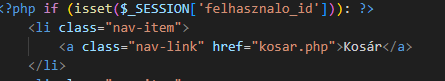 <?php if (isset($_SESSION['felhasznalo_id'])): ?>
<li class="nav-item">
<a class="nav-link" href="kosar.php">Kosár</a>
</li>